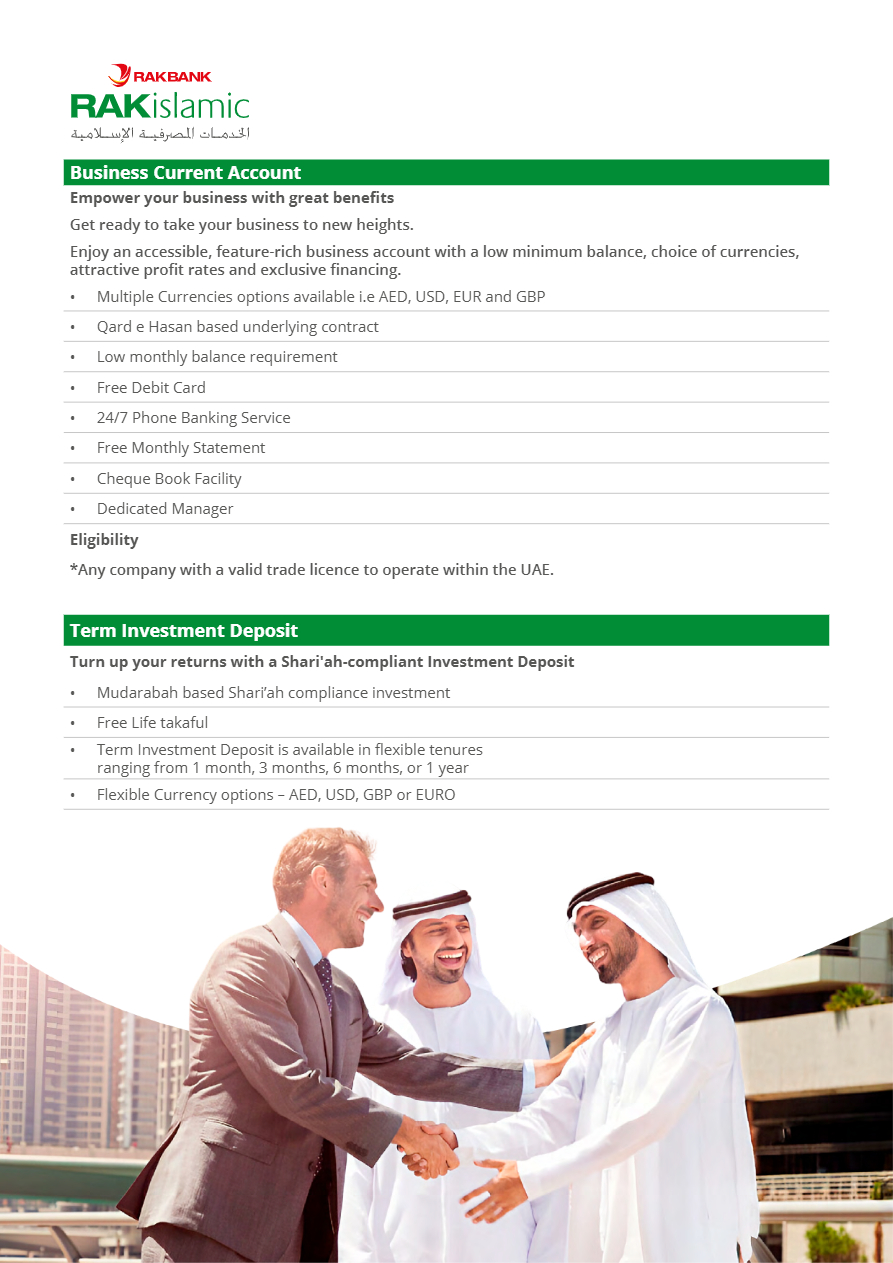 RAKBANK
RAKislamic
الخدمات المصرفية الإسلامية
Business Current Account
Empower your business with great benefits
Get ready to take your business to new heights.
Enjoy an accessible, feature-rich business account with a low minimum balance, choice of currencies,
attractive profit rates and exclusive financing.
• Multiple Currencies options available i.e AED, USD, EUR and GBP
• Qard e Hasan based underlying contract
• Low monthly balance requirement
• Free Debit Card
• 24/7 Phone Banking Service
• Free Monthly Statement
• Cheque Book Facility
• Dedicated Manager
Eligibility
*Any company with a valid trade licence to operate within the UAE.
Term Investment Deposit
Turn up your returns with a Shari'ah-compliant Investment Deposit
• Mudarabah based Shari’ah compliance investment
• Free Life takaful
• Term Investment Deposit is available in flexible tenures
ranging from 1 month, 3 months, 6 months, or 1 year
• Flexible Currency options – AED, USD, GBP or EURO